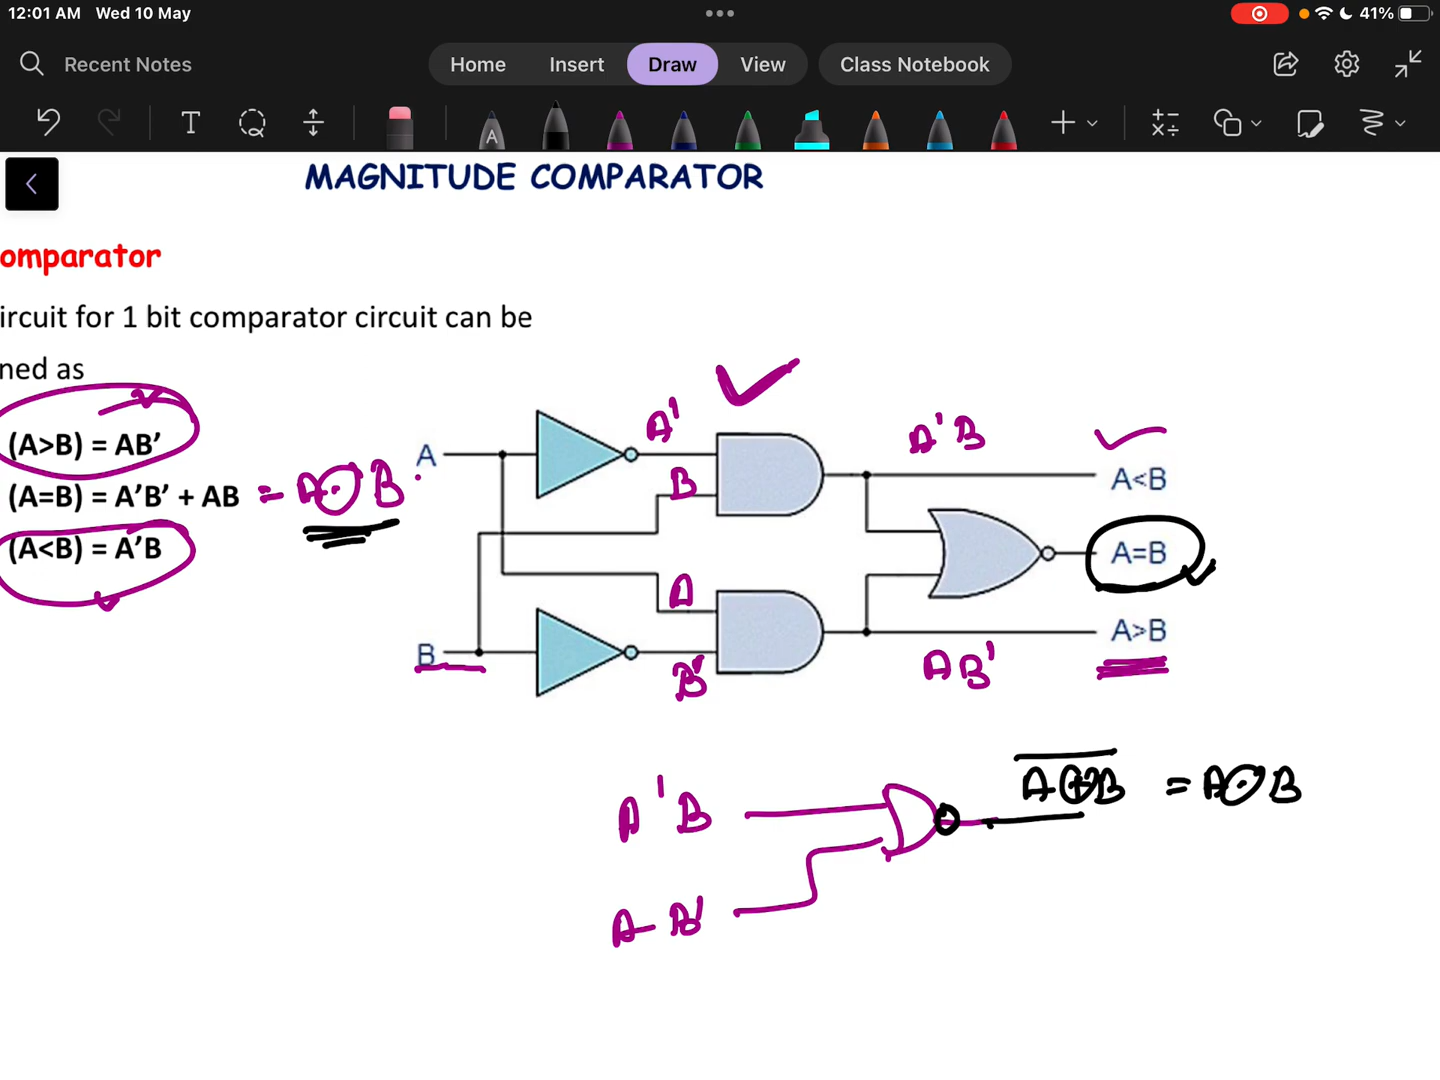 12:01 AM Wed 10 May
41%
Recent Notes
Home Insert Draw View Class Notebook
T A
MAGNITUDE COMPARATOR
omparator
ircuit for 1 bit comparator circuit can be
ned as
(A>B) = AB'
(A=B) = A'B' + AB = A⊙B
(A<B) = A'B
A A' B A'B A<B
A=B
B A B' AB' A>B
A'B
A̅⊕̅B̅ = A⊙B
AB'